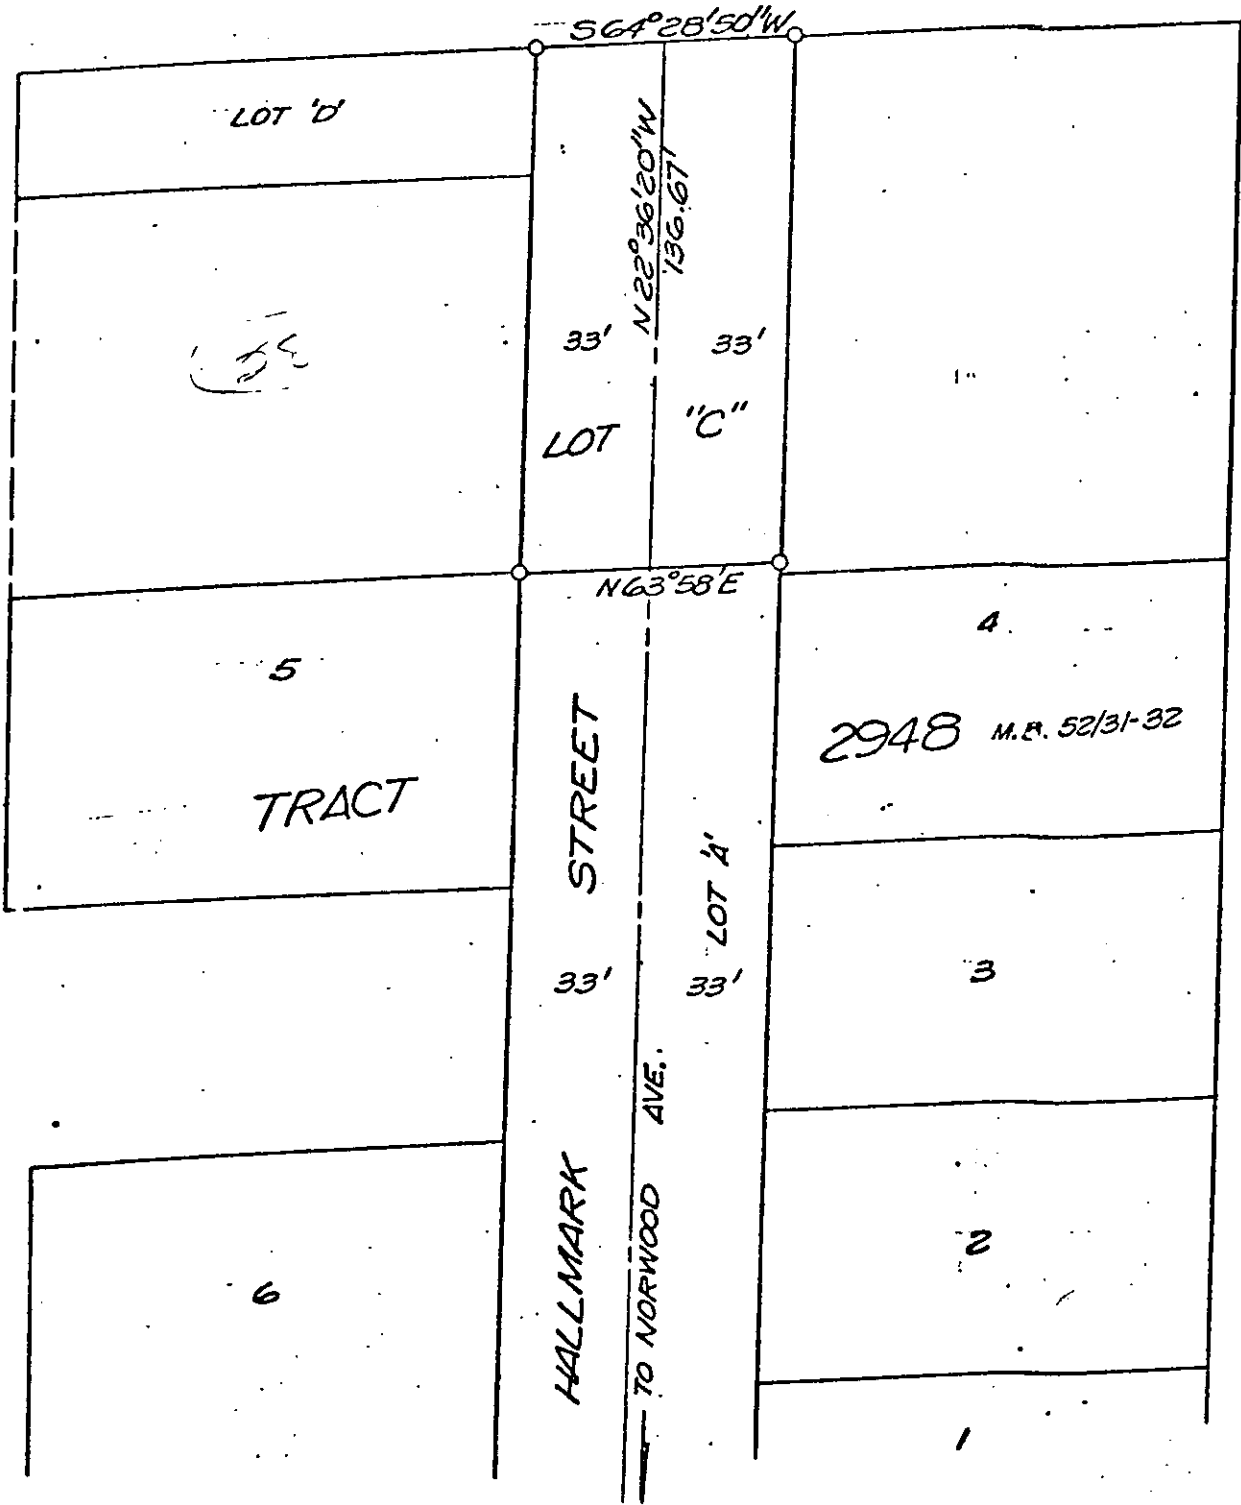 S64°28'50"W
LOT 'D'
N22°36'20"W
136.67'
33'
33'
LOT "C"
N63°58'E
4
5
2948 M.B. 52/31-32
TRACT
HALLMARK STREET
LOT 'A'
33'
33'
3
TO NORWOOD AVE.
2
6
1